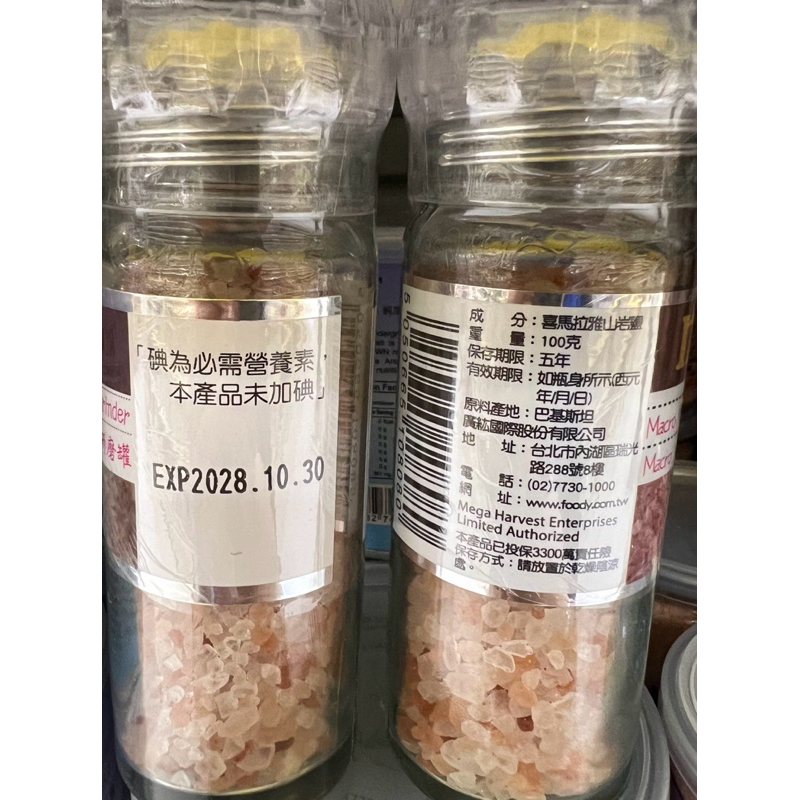 「碘為必需營養素，
本產品未加碘」
EXP2028.10.30
磨罐
成 分：喜馬拉雅山岩鹽
重 量：100克
保存期限：五年
有效期限：如瓶身所示(西元
年/月/日)
原料產地：巴基斯坦
廣紘國際股份有限公司
地 址：台北市內湖區瑞光
路288號8樓
電 話：(02)7730-1000
網 址：www.foody.com.tw
Mega Harvest Enterprises
Limited Authorized
本產品已投保3300萬責任險
保存方式：請放置於乾燥陰涼
處。
5050665108080
Macro
Macro